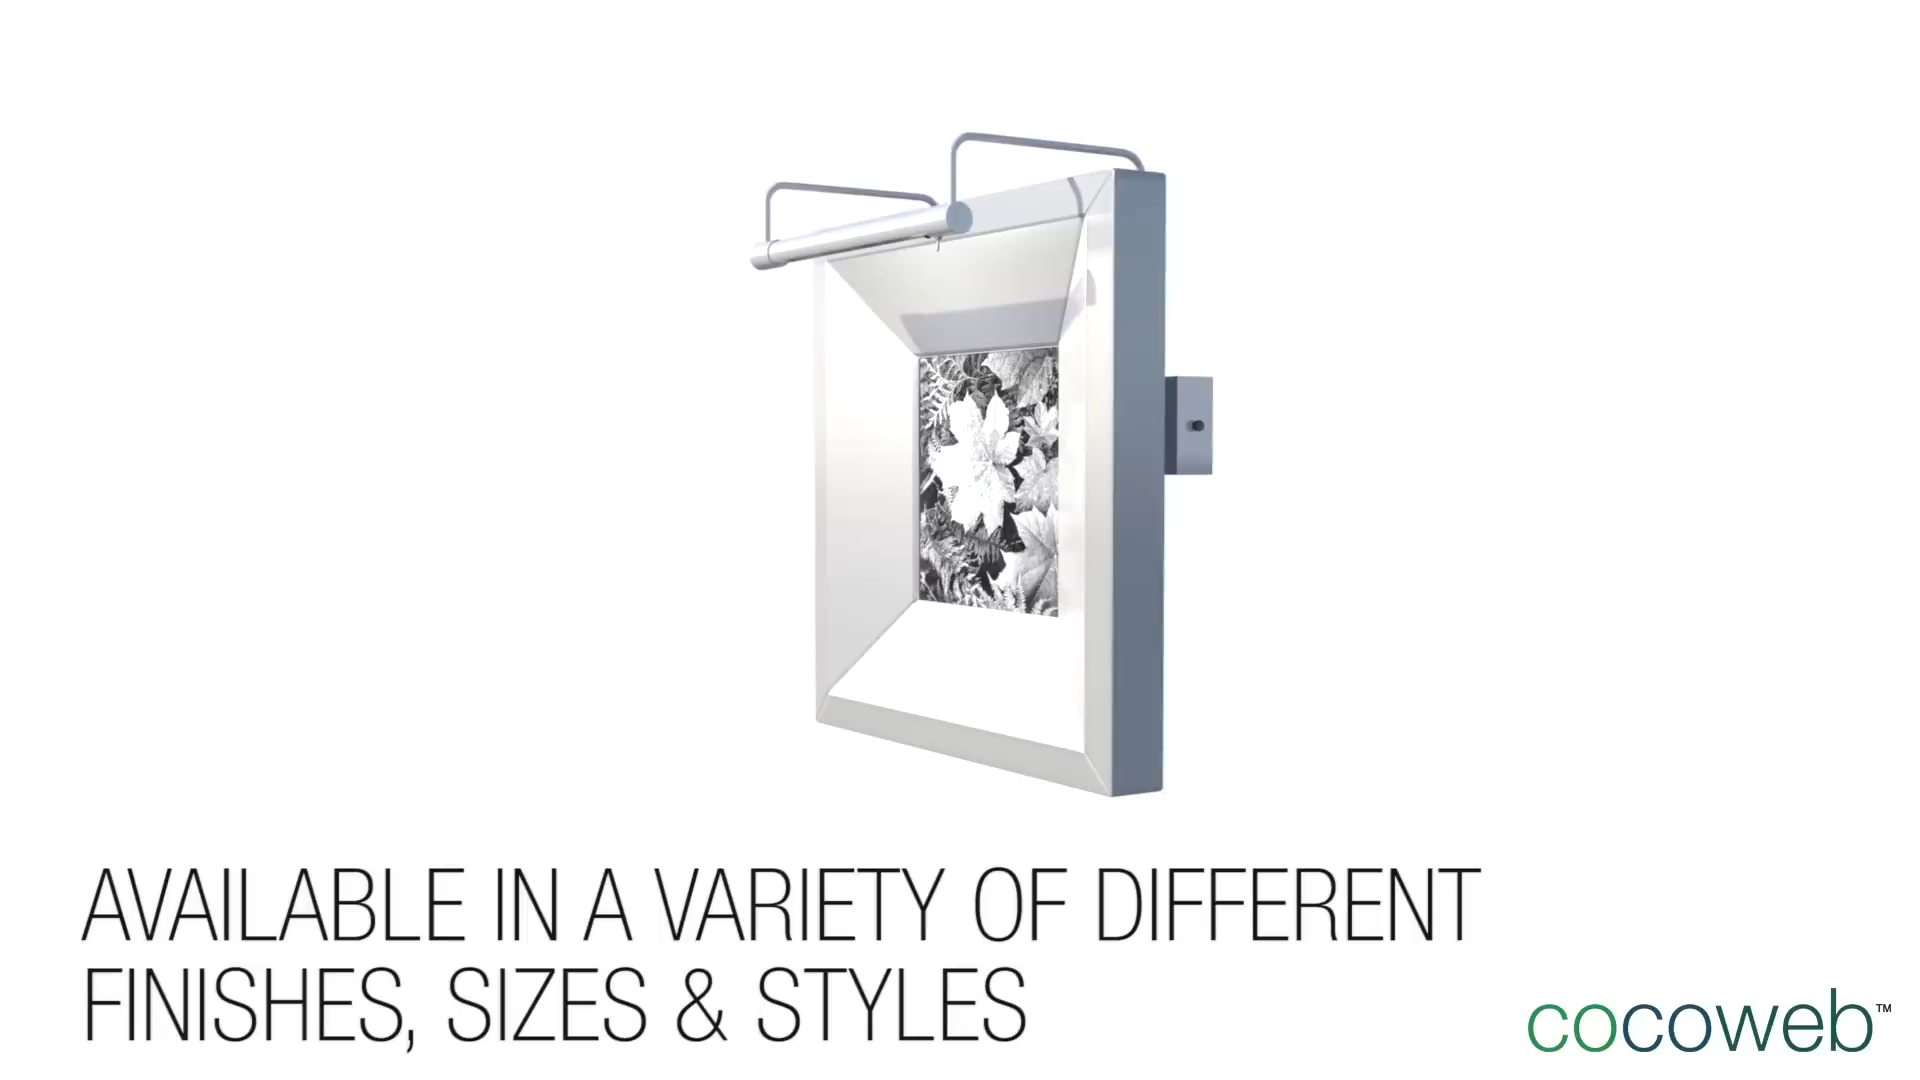 AVAILABLE IN A VARIETY OF DIFFERENT
FINISHES, SIZES & STYLES
cocoweb™